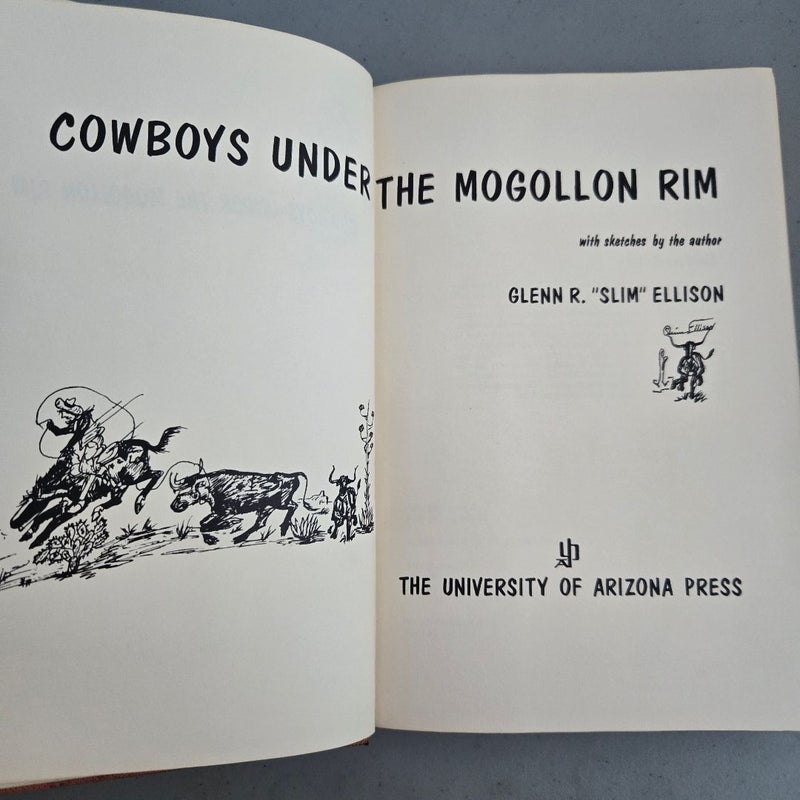 COWBOYS UNDER THE MOGOLLON RIM
with sketches by the author
GLENN R. "SLIM" ELLISON
THE UNIVERSITY OF ARIZONA PRESS